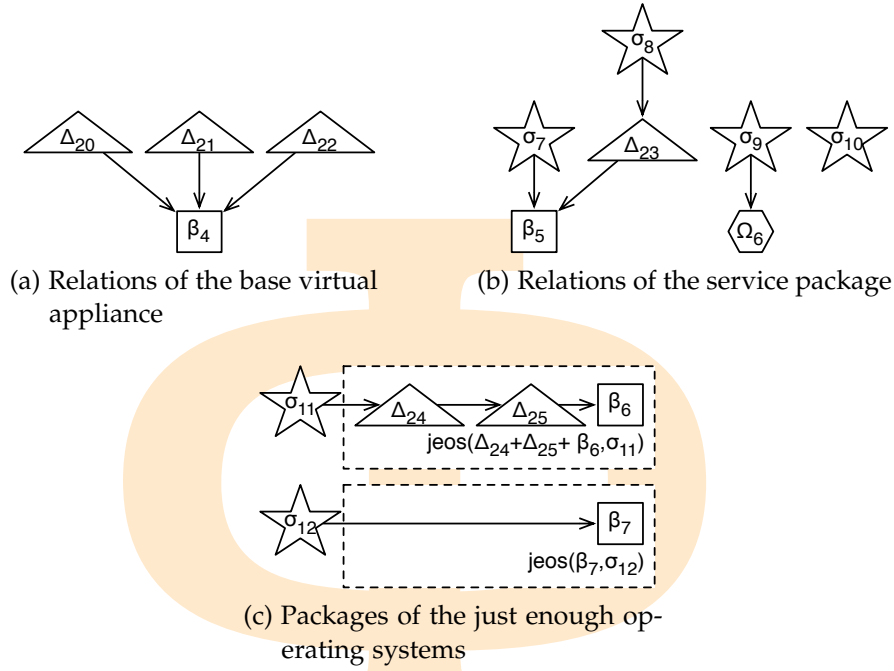 σ₈
Δ₂₀ Δ₂₁ Δ₂₂ σ₇ Δ₂₃ σ₉ σ₁₀
β₄ β₅ Ω₆
(a) Relations of the base virtual
appliance
(b) Relations of the service package
σ₁₁ Δ₂₄ Δ₂₅ β₆
jeos(Δ₂₄+Δ₂₅+ β₆,σ₁₁)
σ₁₂ β₇
jeos(β₇,σ₁₂)
(c) Packages of the just enough op-
erating systems